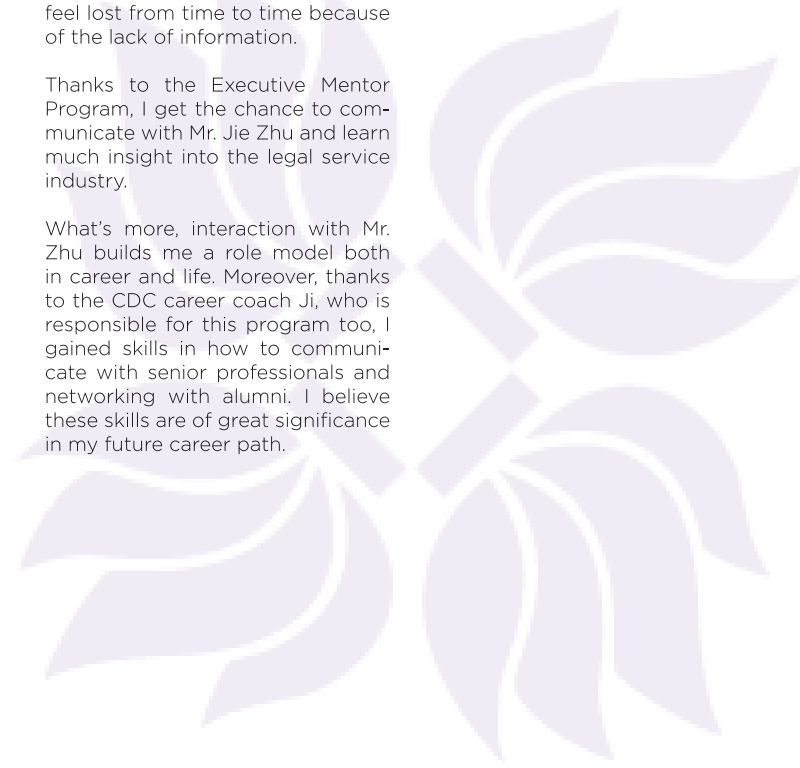 feel lost from time to time because
of the lack of information.
Thanks to the Executive Mentor
Program, I get the chance to com-
municate with Mr. Jie Zhu and learn
much insight into the legal service
industry.
What’s more, interaction with Mr.
Zhu builds me a role model both
in career and life. Moreover, thanks
to the CDC career coach Ji, who is
responsible for this program too, I
gained skills in how to communi-
cate with senior professionals and
networking with alumni. I believe
these skills are of great significance
in my future career path.